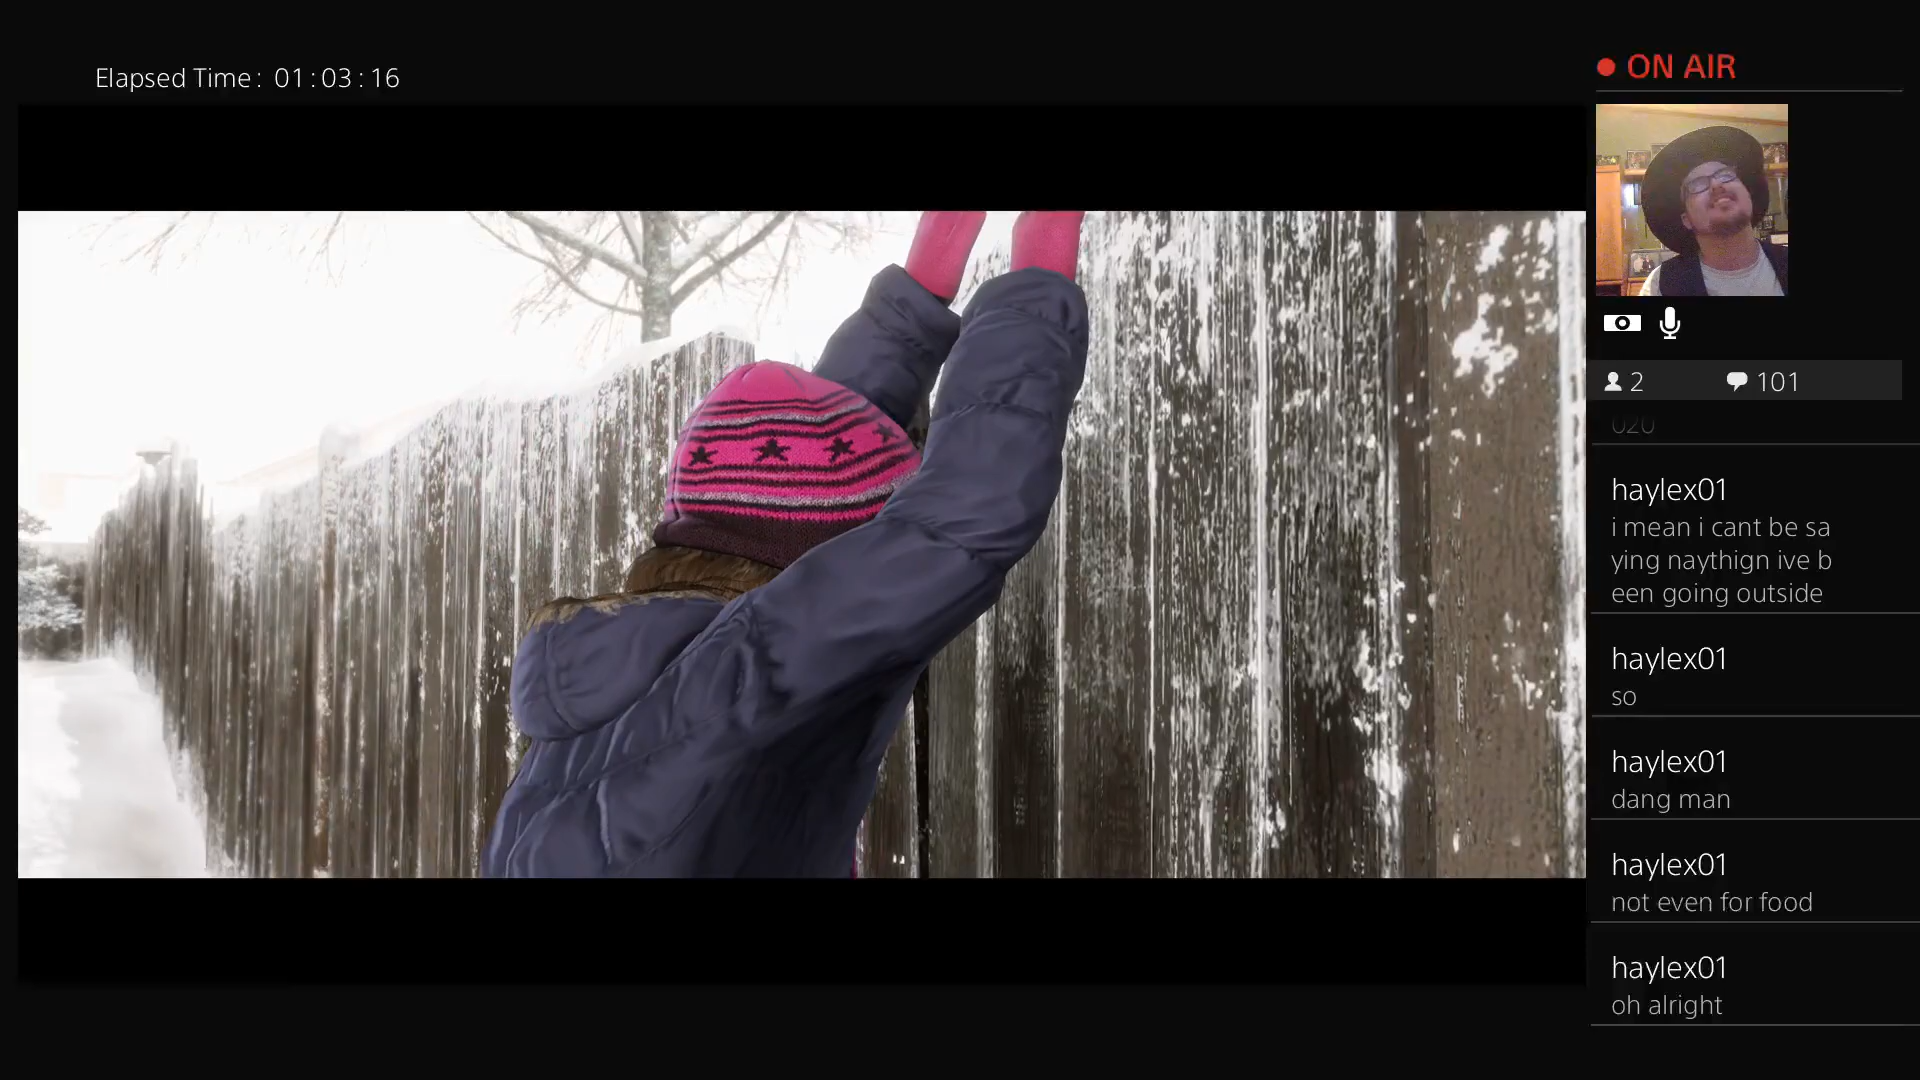 Elapsed Time: 01:03:16
ON AIR
2
101
020
haylex01
i mean i cant be sa
ying naythign ive b
een going outside
haylex01
so
haylex01
dang man
haylex01
not even for food
haylex01
oh alright